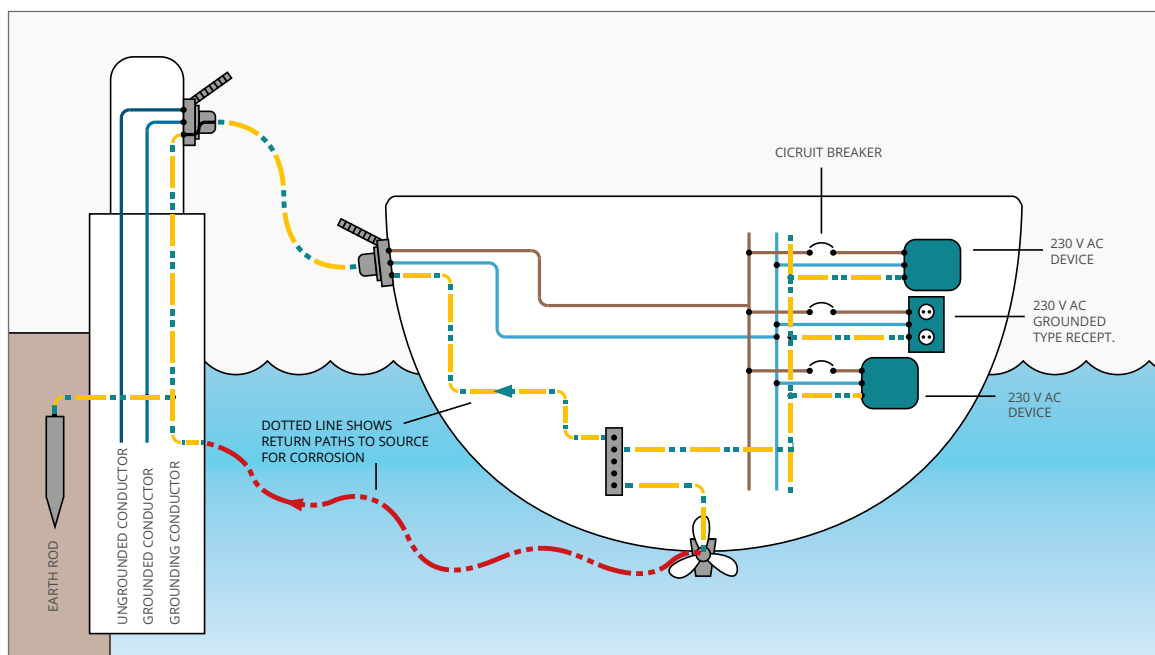 CICRUIT BREAKER
230 V AC
DEVICE
230 V AC
GROUNDED
TYPE RECEPT.
230 V AC
DEVICE
DOTTED LINE SHOWS
RETURN PATHS TO SOURCE
FOR CORROSION
EARTH ROD
UNGROUNDED CONDUCTOR
GROUNDED CONDUCTOR
GROUNDING CONDUCTOR